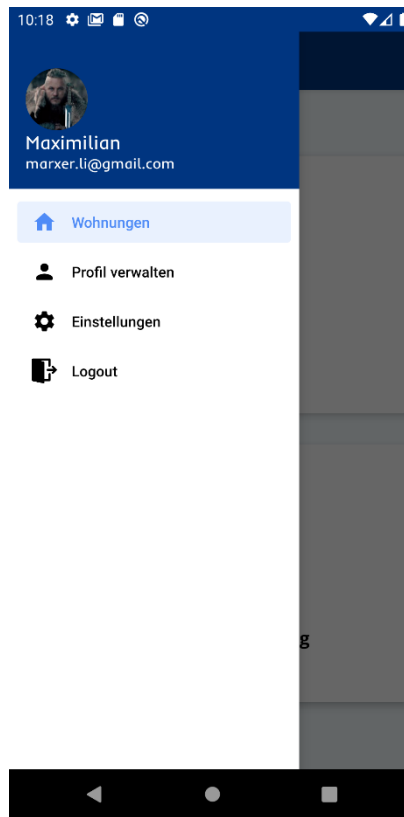 10:18
Maximilian
marxer.li@gmail.com
Wohnungen
Profil verwalten
Einstellungen
Logout
g